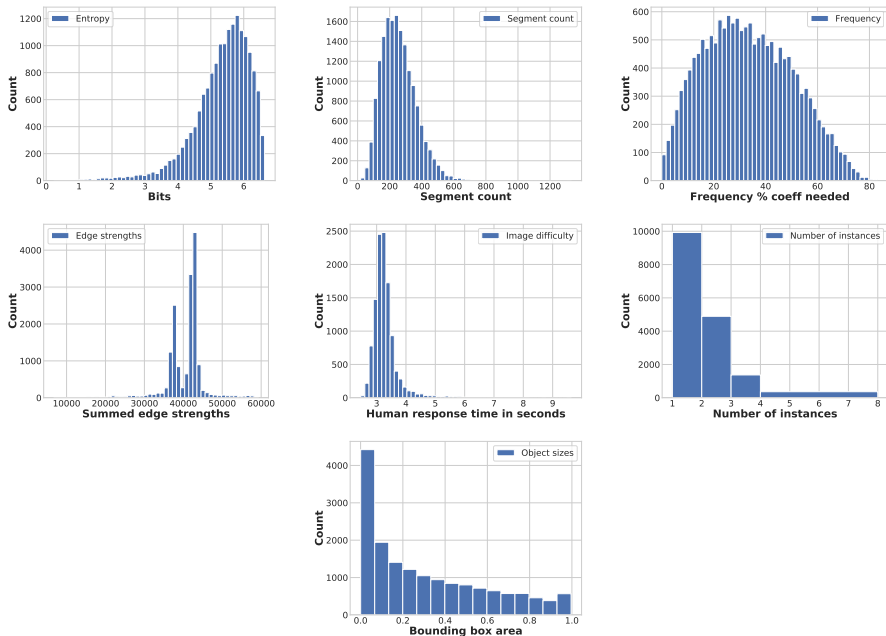 Entropy
1200
1000
800
600
400
200
0
Count
0 1 2 3 4 5 6
Bits
Segment count
1600
1400
1200
1000
800
600
400
200
0
Count
0 200 400 600 800 1000 1200
Segment count
Frequency
600
500
400
300
200
100
0
Count
0 20 40 60 80
Frequency % coeff needed
Edge strengths
4000
3000
2000
1000
0
Count
10000 20000 30000 40000 50000 60000
Summed edge strengths
Image difficulty
2500
2000
1500
1000
500
0
Count
3 4 5 6 7 8 9
Human response time in seconds
Number of instances
10000
8000
6000
4000
2000
0
Count
1 2 3 4 5 6 7 8
Number of instances
Object sizes
4000
3000
2000
1000
0
Count
0.0 0.2 0.4 0.6 0.8 1.0
Bounding box area